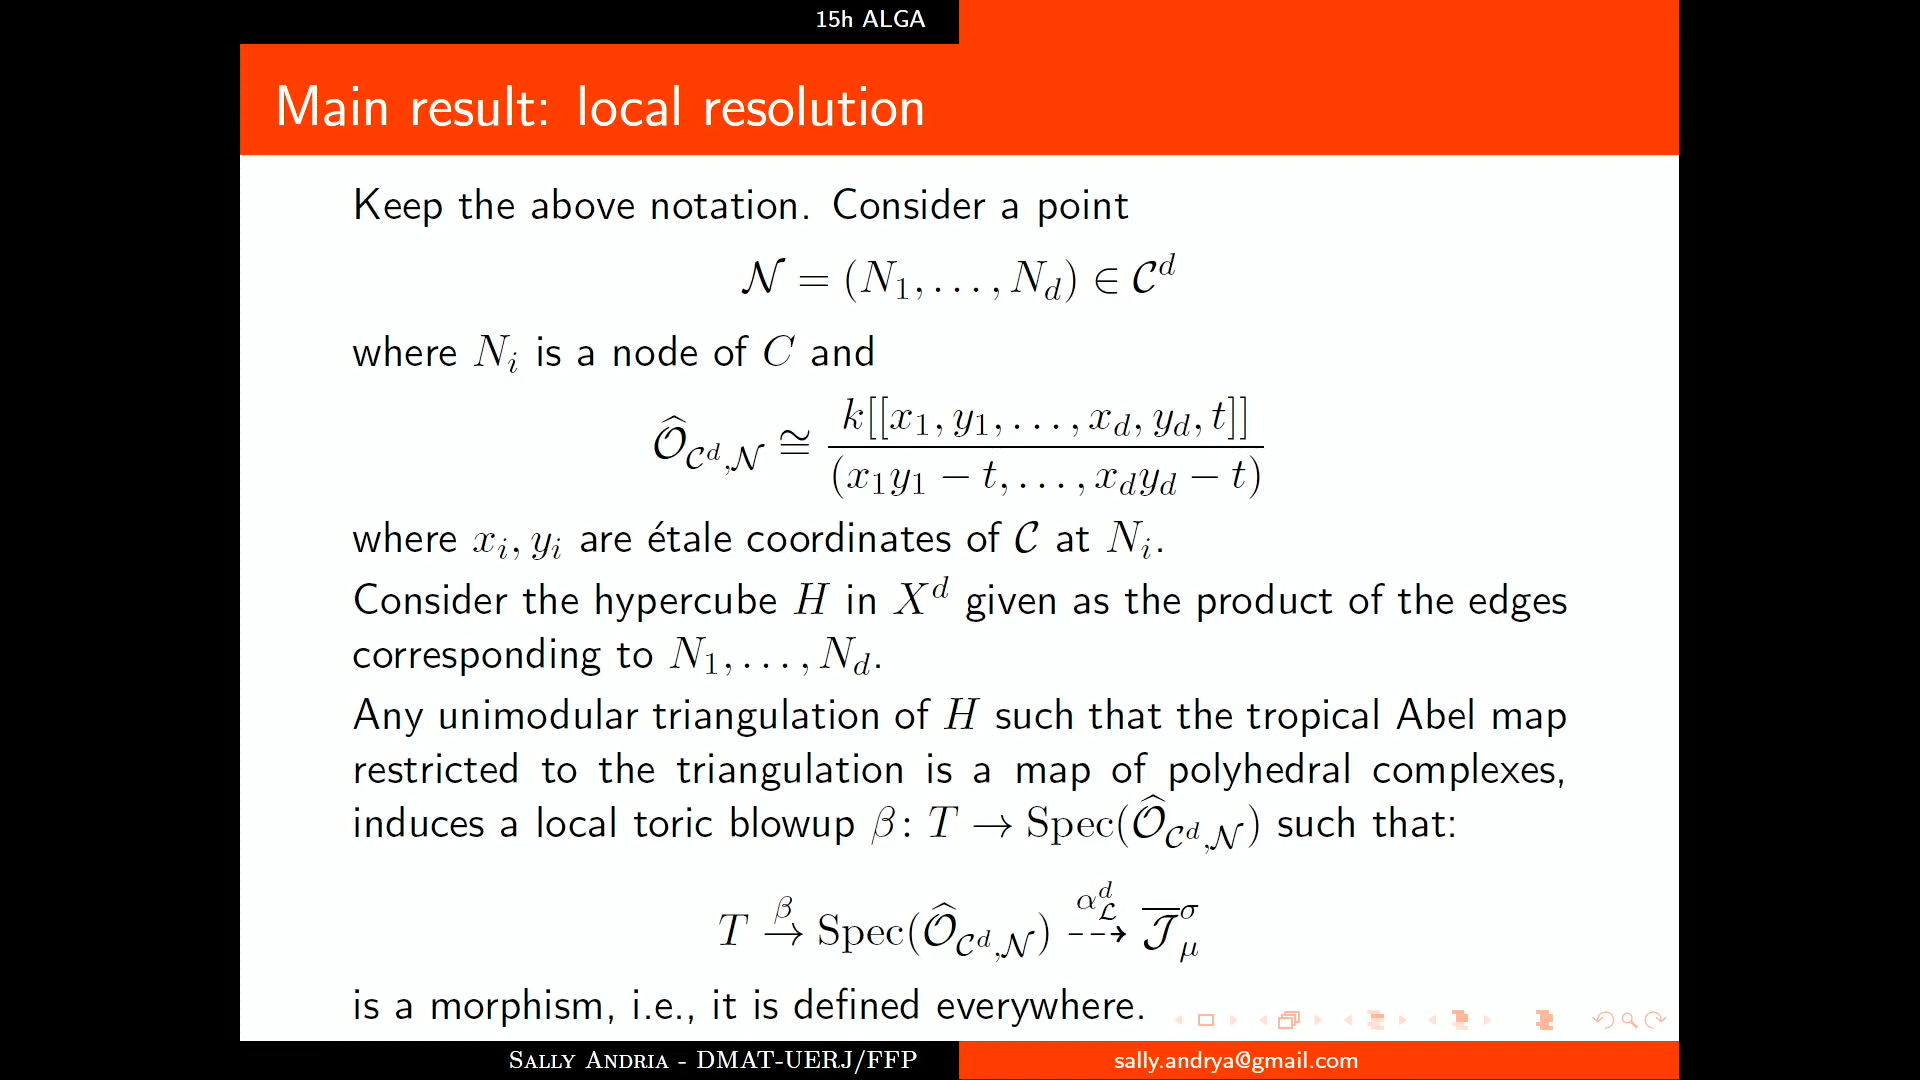 15h ALGA
Main result: local resolution
Keep the above notation. Consider a point
𝒩 = (N₁, . . . , N_d) ∈ 𝒞^d
where N_i is a node of C and
Ô_{𝒞^d,𝒩} ≅ k[[x₁, y₁, . . . , x_d, y_d, t]] / (x₁y₁ − t, . . . , x_dy_d − t)
where x_i, y_i are étale coordinates of 𝒞 at N_i.
Consider the hypercube H in X^d given as the product of the edges
corresponding to N₁, . . . , N_d.
Any unimodular triangulation of H such that the tropical Abel map
restricted to the triangulation is a map of polyhedral complexes,
induces a local toric blowup β: T → Spec(Ô_{𝒞^d,𝒩}) such that:
T →^β Spec(Ô_{𝒞^d,𝒩}) ⇢^{α^d_ℒ} \overline{𝒥}^σ_μ
is a morphism, i.e., it is defined everywhere.
Sally Andria - DMAT-UERJ/FFP
sally.andrya@gmail.com